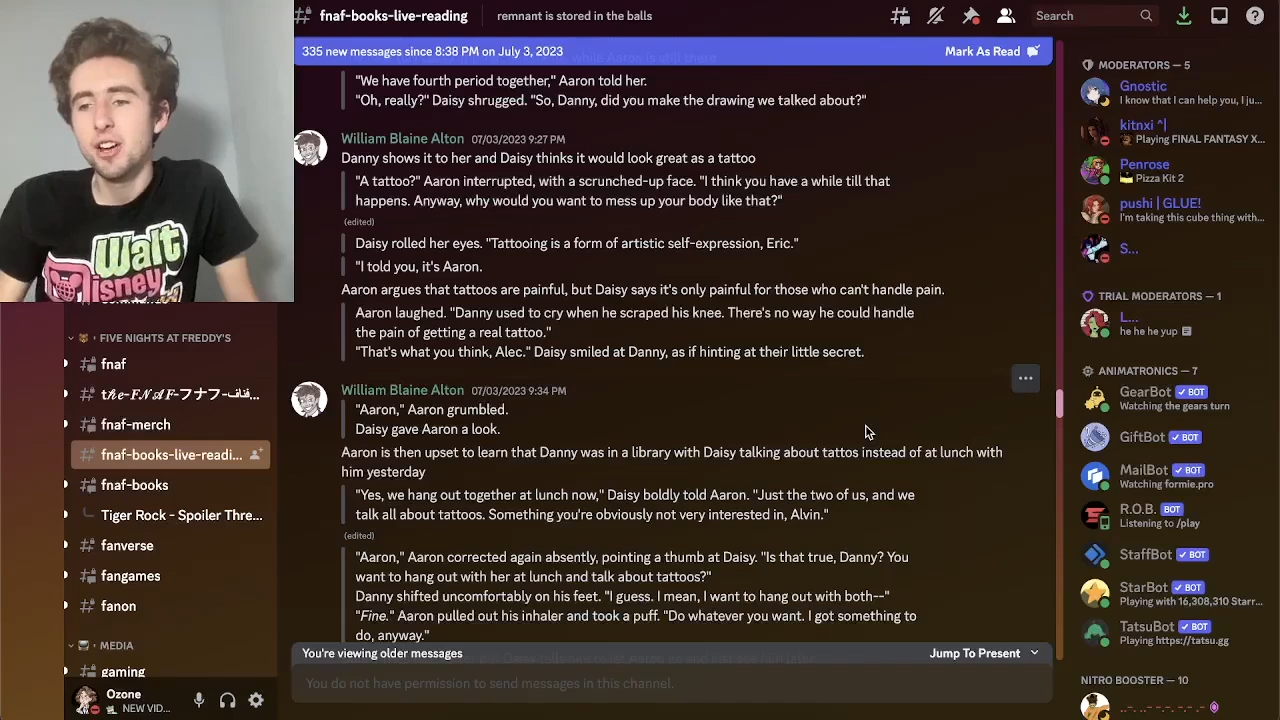 fnaf-books-live-reading
remnant is stored in the balls
Search
335 new messages since 8:38 PM on July 3, 2023
Mark As Read
"We have fourth period together," Aaron told her.
"Oh, really?" Daisy shrugged. "So, Danny, did you make the drawing we talked about?"
William Blaine Alton 07/03/2023 9:27 PM
Danny shows it to her and Daisy thinks it would look great as a tattoo
"A tattoo?" Aaron interrupted, with a scrunched-up face. "I think you have a while till that
happens. Anyway, why would you want to mess up your body like that?"
(edited)
Daisy rolled her eyes. "Tattooing is a form of artistic self-expression, Eric."
"I told you, it's Aaron.
Aaron argues that tattoos are painful, but Daisy says it's only painful for those who can't handle pain.
Aaron laughed. "Danny used to cry when he scraped his knee. There's no way he could handle
the pain of getting a real tattoo."
"That's what you think, Alec." Daisy smiled at Danny, as if hinting at their little secret.
William Blaine Alton 07/03/2023 9:34 PM
"Aaron," Aaron grumbled.
Daisy gave Aaron a look.
Aaron is then upset to learn that Danny was in a library with Daisy talking about tattos instead of at lunch with
him yesterday
"Yes, we hang out together at lunch now," Daisy boldly told Aaron. "Just the two of us, and we
talk all about tattoos. Something you're obviously not very interested in, Alvin."
(edited)
"Aaron," Aaron corrected again absently, pointing a thumb at Daisy. "Is that true, Danny? You
want to hang out with her at lunch and talk about tattoos?"
Danny shifted uncomfortably on his feet. "I guess. I mean, I want to hang out with both--"
"Fine." Aaron pulled out his inhaler and took a puff. "Do whatever you want. I got something to
do, anyway."
You're viewing older messages
Jump To Present
You do not have permission to send messages in this channel.
Walt
Disney
FIVE NIGHTS AT FREDDY'S
fnaf
fnaf-merch
fnaf-books-live-readi...
fnaf-books
Tiger Rock - Spoiler Thre...
fanverse
fangames
fanon
MEDIA
gaming
Ozone
NEW VID...
MODERATORS — 5
Gnostic
I know that I can help you, I ju...
kitnxi ^|
Playing FINAL FANTASY X...
Penrose
Pizza Kit 2
pushi | GLUE!
I'm taking this cube thing with...
S...
TRIAL MODERATORS — 1
L...
he he he yup
ANIMATRONICS — 7
GearBot BOT
Watching the gears turn
GiftBot BOT
MailBot BOT
Watching formie.pro
R.O.B. BOT
Listening to /play
StaffBot BOT
StarBot BOT
Playing with 16,308,310 Starr...
TatsuBot BOT
Playing https://tatsu.gg
NITRO BOOSTER — 10